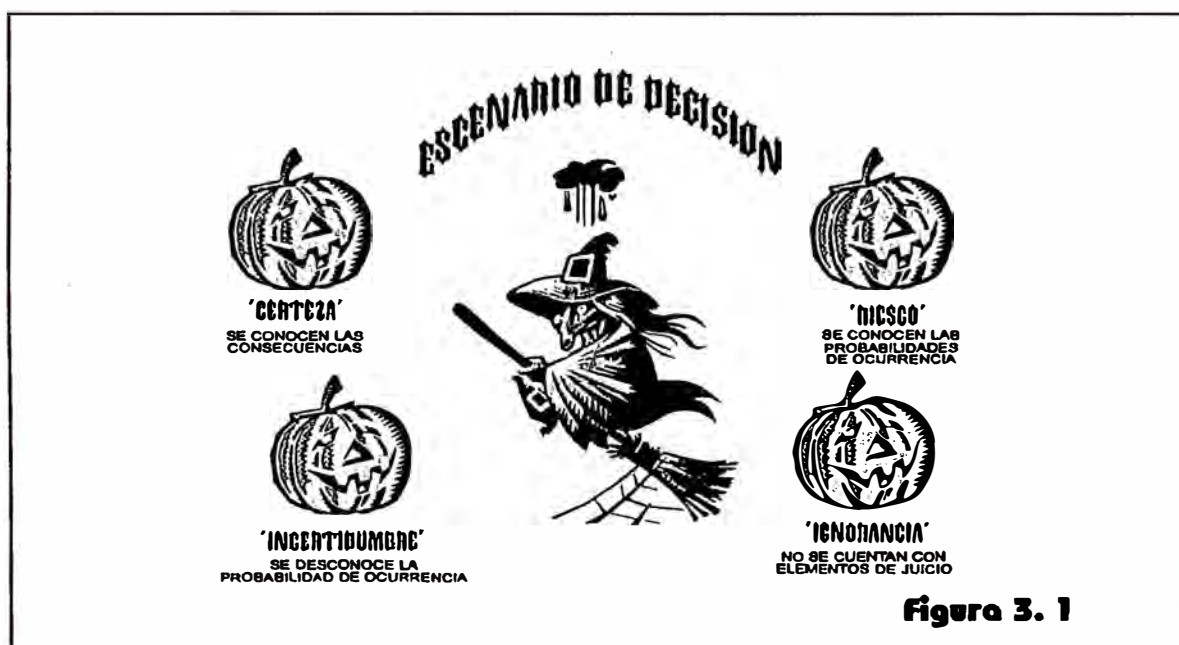 ESCENARIO DE DECISION
'CERTEZA'
SE CONOCEN LAS
CONSECUENCIAS
'RIESGO'
SE CONOCEN LAS
PROBABILIDADES
DE OCURRENCIA
'INCERTIDUMBRE'
SE DESCONOCE LA
PROBABILIDAD DE OCURRENCIA
'IGNORANCIA'
NO SE CUENTAN CON
ELEMENTOS DE JUICIO
Figura 3. 1